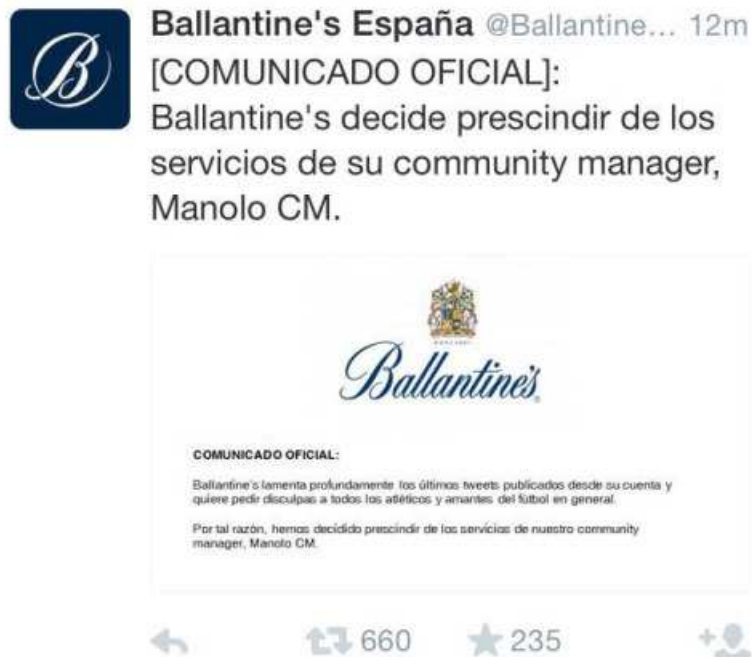 Ballantine's España @Ballantine... 12m
[COMUNICADO OFICIAL]:
Ballantine's decide prescindir de los
servicios de su community manager,
Manolo CM.
B
Ballantine's
COMUNICADO OFICIAL:
Ballantine's lamenta profundamente los últimos tweets publicados desde su cuenta y
quiere pedir disculpas a todos los atléticos y amantes del fútbol en general.
Por tal razón, hemos decidido prescindir de los servicios de nuestro community
manager, Manolo CM.
660 235